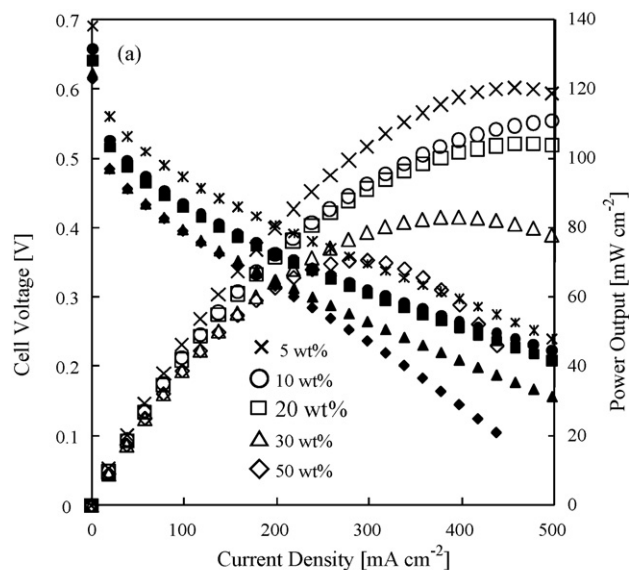 (a)
0.7
0.6
0.5
0.4
0.3
0.2
0.1
0
Cell Voltage [V]
140
120
100
80
60
40
20
0
Power Output [mW cm⁻²]
5 wt%
10 wt%
20 wt%
30 wt%
50 wt%
0 100 200 300 400 500
Current Density [mA cm⁻²]